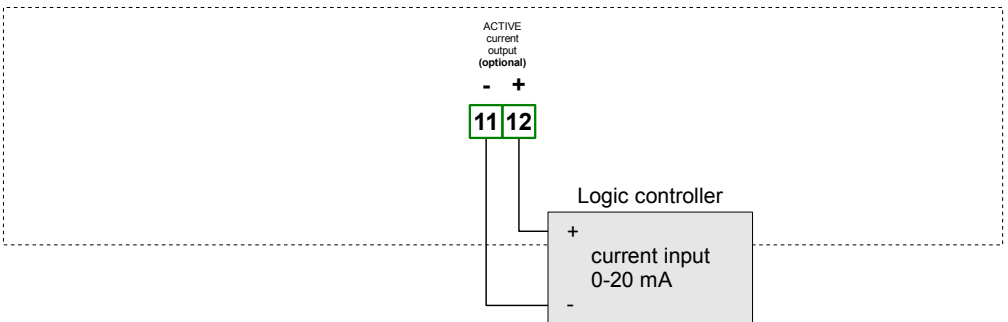 ACTIVE
current
output
(optional)
- +
11 12
Logic controller
+
current input
0-20 mA
-